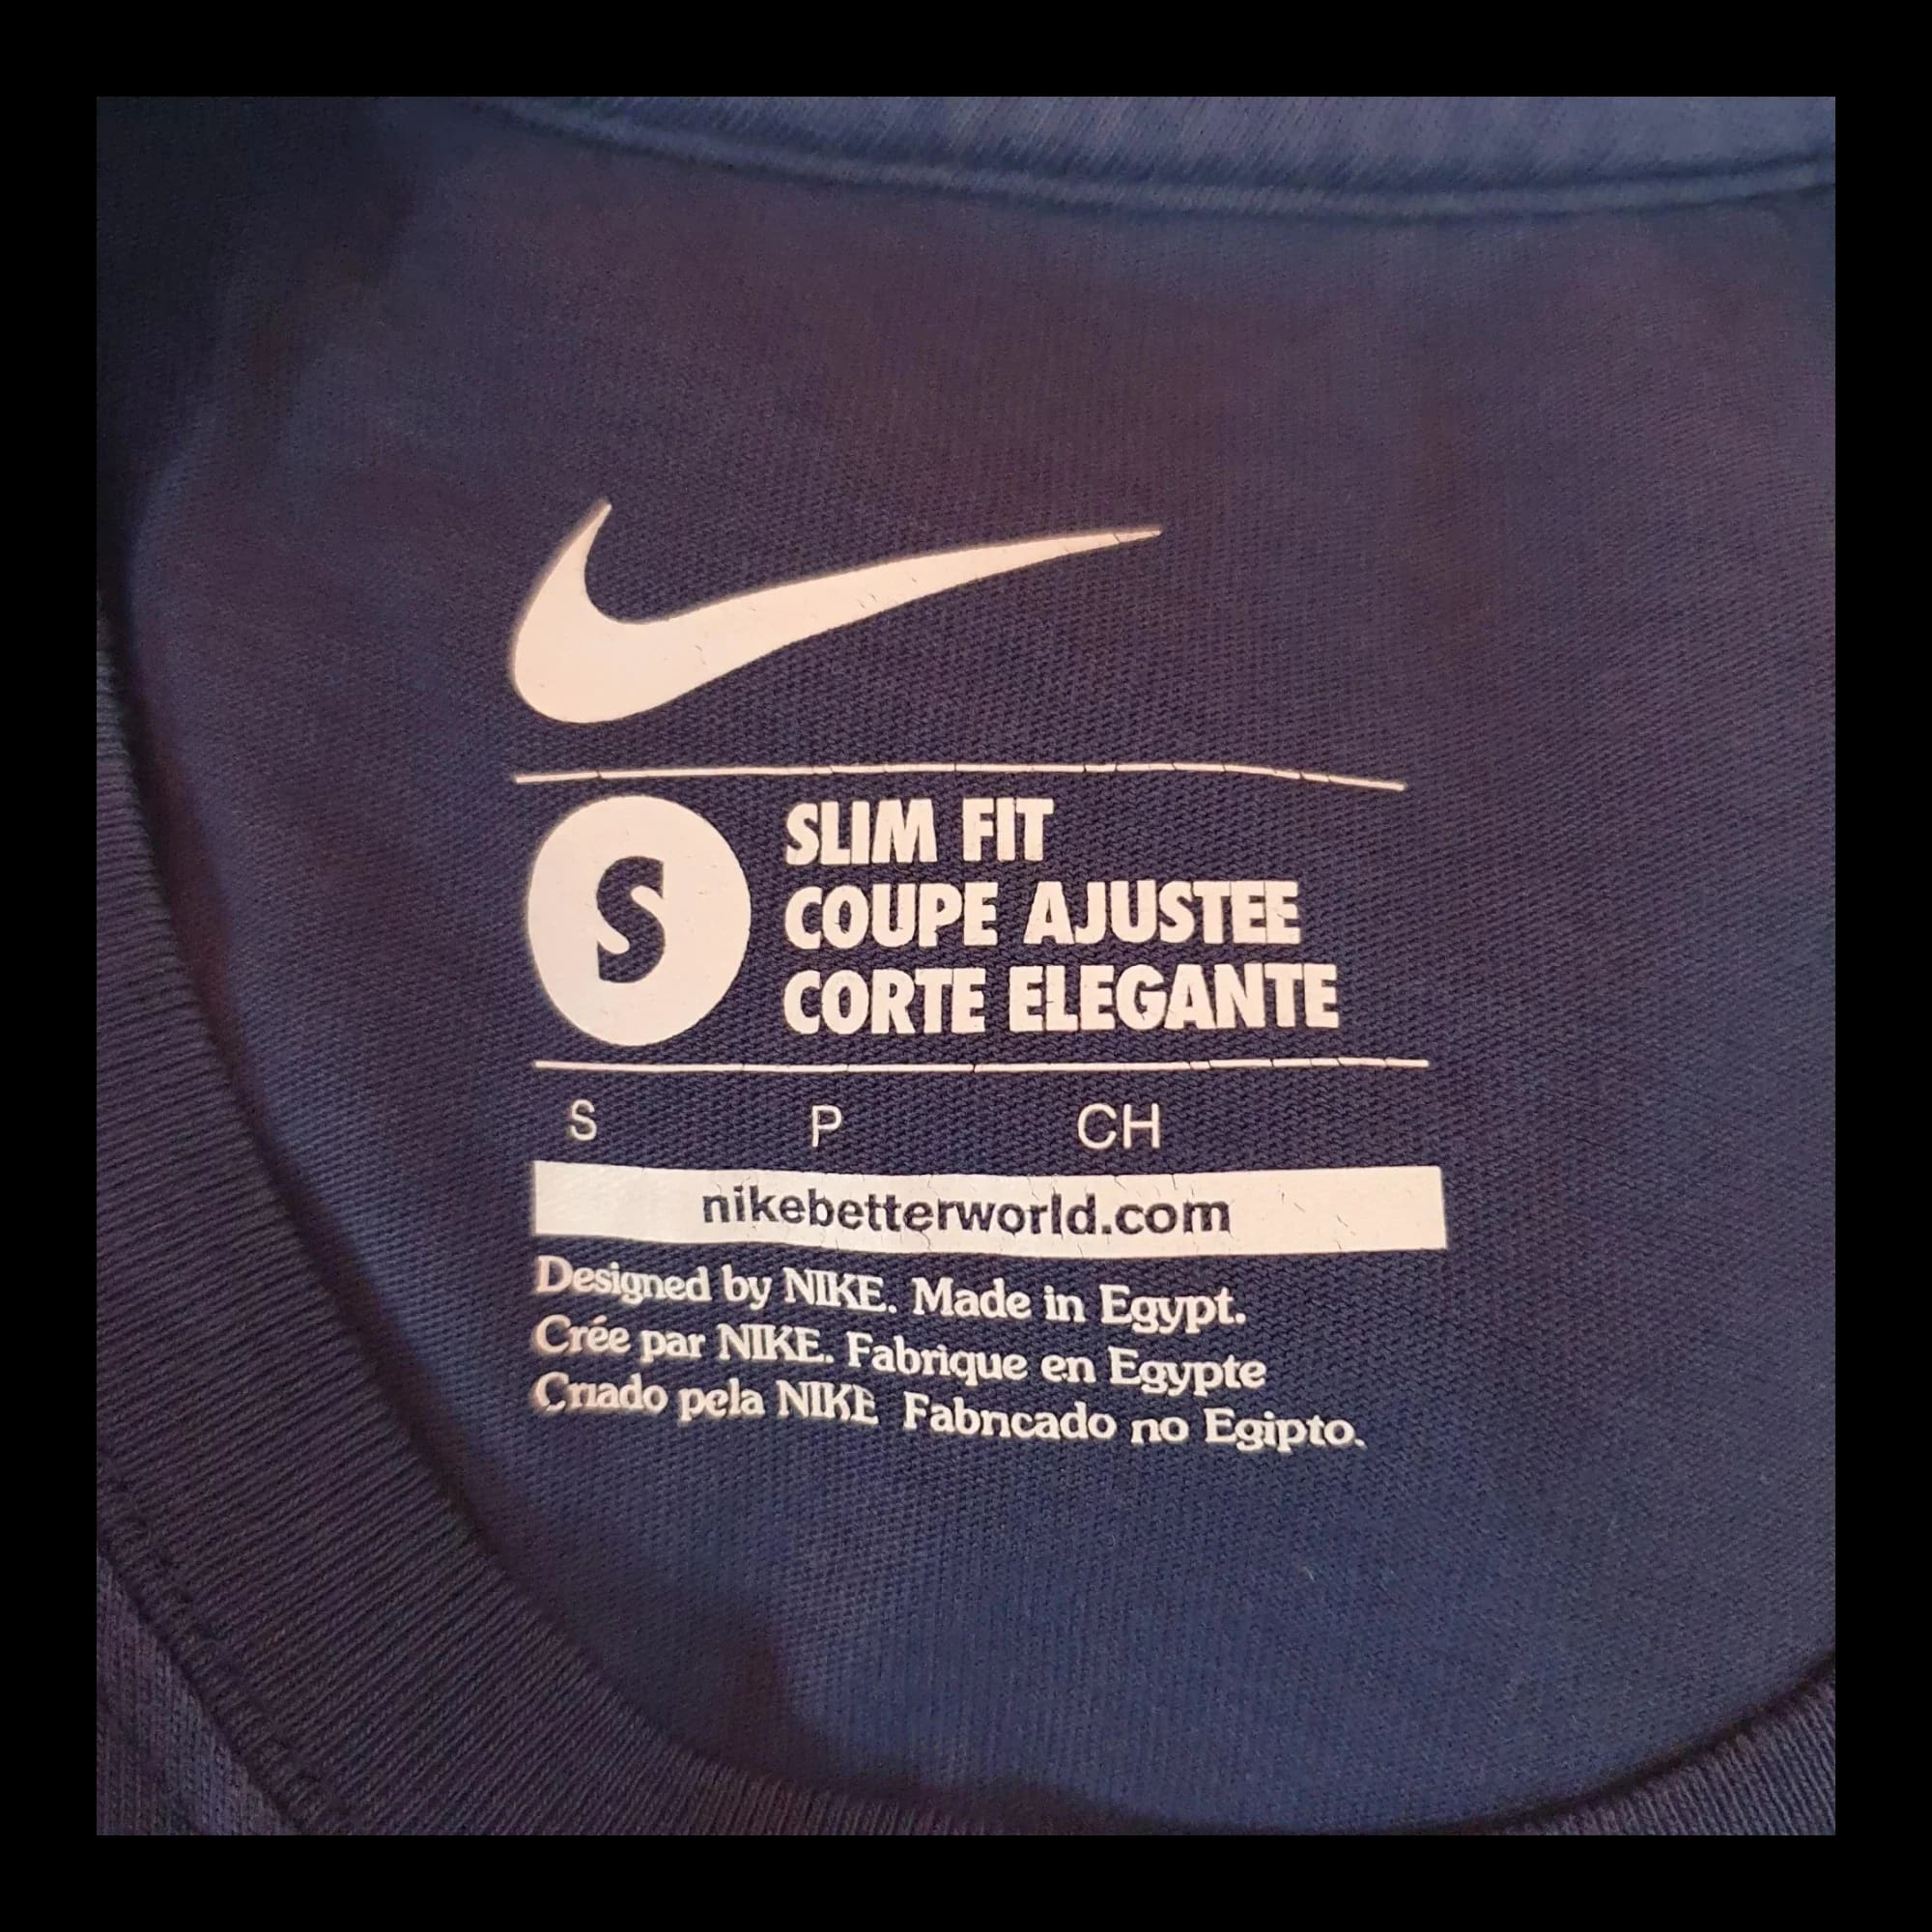 S
SLIM FIT
COUPE AJUSTEE
CORTE ELEGANTE
S P CH
nikebetterworld.com
Designed by NIKE. Made in Egypt.
Crée par NIKE. Fabrique en Egypte
Criado pela NIKE Fabricado no Egipto.